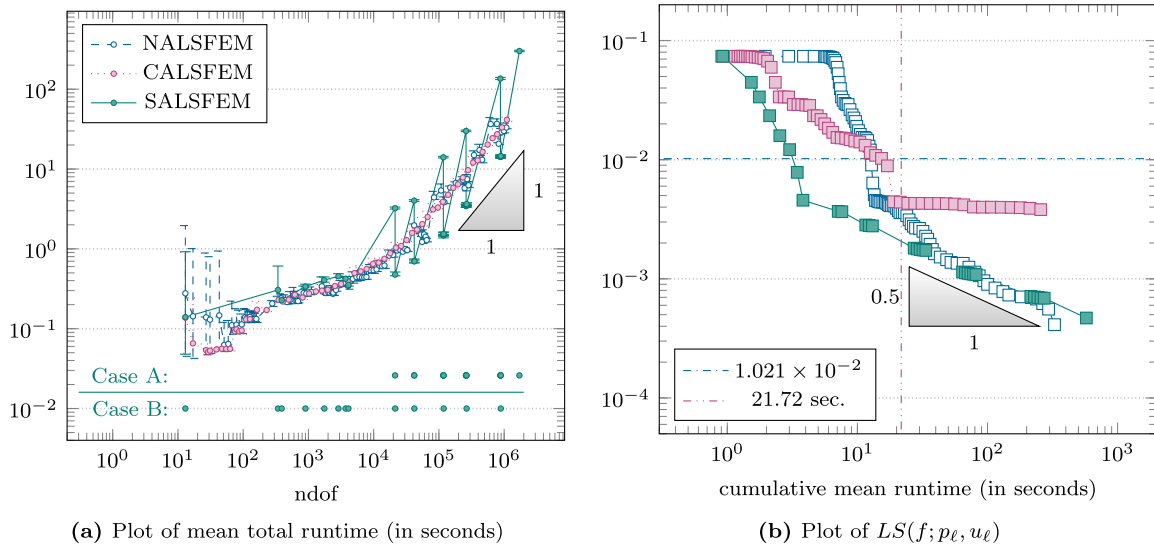 NALSFEM
CALSFEM
SALSFEM
10^2
10^1
10^0
10^-1
10^-2
1
1
Case A:
Case B:
10^0 10^1 10^2 10^3 10^4 10^5 10^6
ndof
(a) Plot of mean total runtime (in seconds)
10^-1
10^-2
10^-3
10^-4
0.5
1
1.021 × 10^-2
21.72 sec.
10^0 10^1 10^2 10^3
cumulative mean runtime (in seconds)
(b) Plot of LS(f; p_ℓ, u_ℓ)